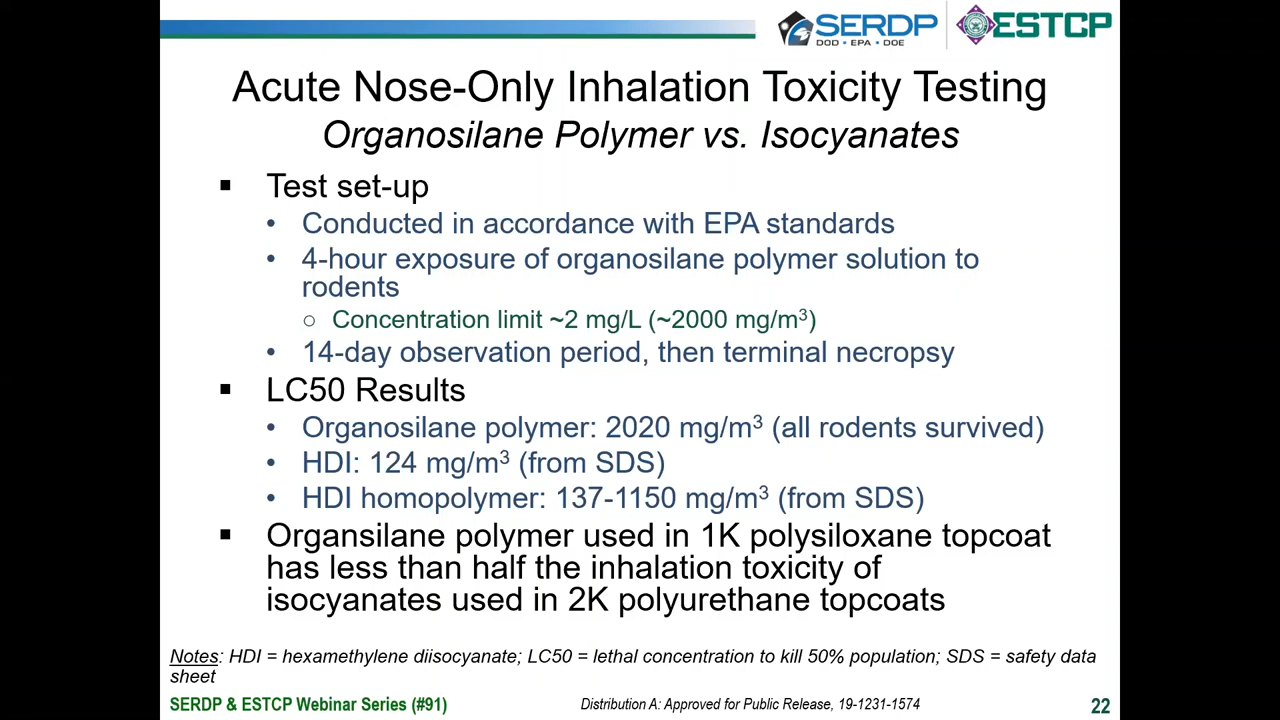 SERDP
DOD • EPA • DOE
ESTCP
Acute Nose-Only Inhalation Toxicity Testing
Organosilane Polymer vs. Isocyanates
▪ Test set-up
• Conducted in accordance with EPA standards
• 4-hour exposure of organosilane polymer solution to
rodents
○ Concentration limit ~2 mg/L (~2000 mg/m³)
• 14-day observation period, then terminal necropsy
▪ LC50 Results
• Organosilane polymer: 2020 mg/m³ (all rodents survived)
• HDI: 124 mg/m³ (from SDS)
• HDI homopolymer: 137-1150 mg/m³ (from SDS)
▪ Organsilane polymer used in 1K polysiloxane topcoat
has less than half the inhalation toxicity of
isocyanates used in 2K polyurethane topcoats
Notes: HDI = hexamethylene diisocyanate; LC50 = lethal concentration to kill 50% population; SDS = safety data
sheet
SERDP & ESTCP Webinar Series (#91)
Distribution A: Approved for Public Release, 19-1231-1574
22